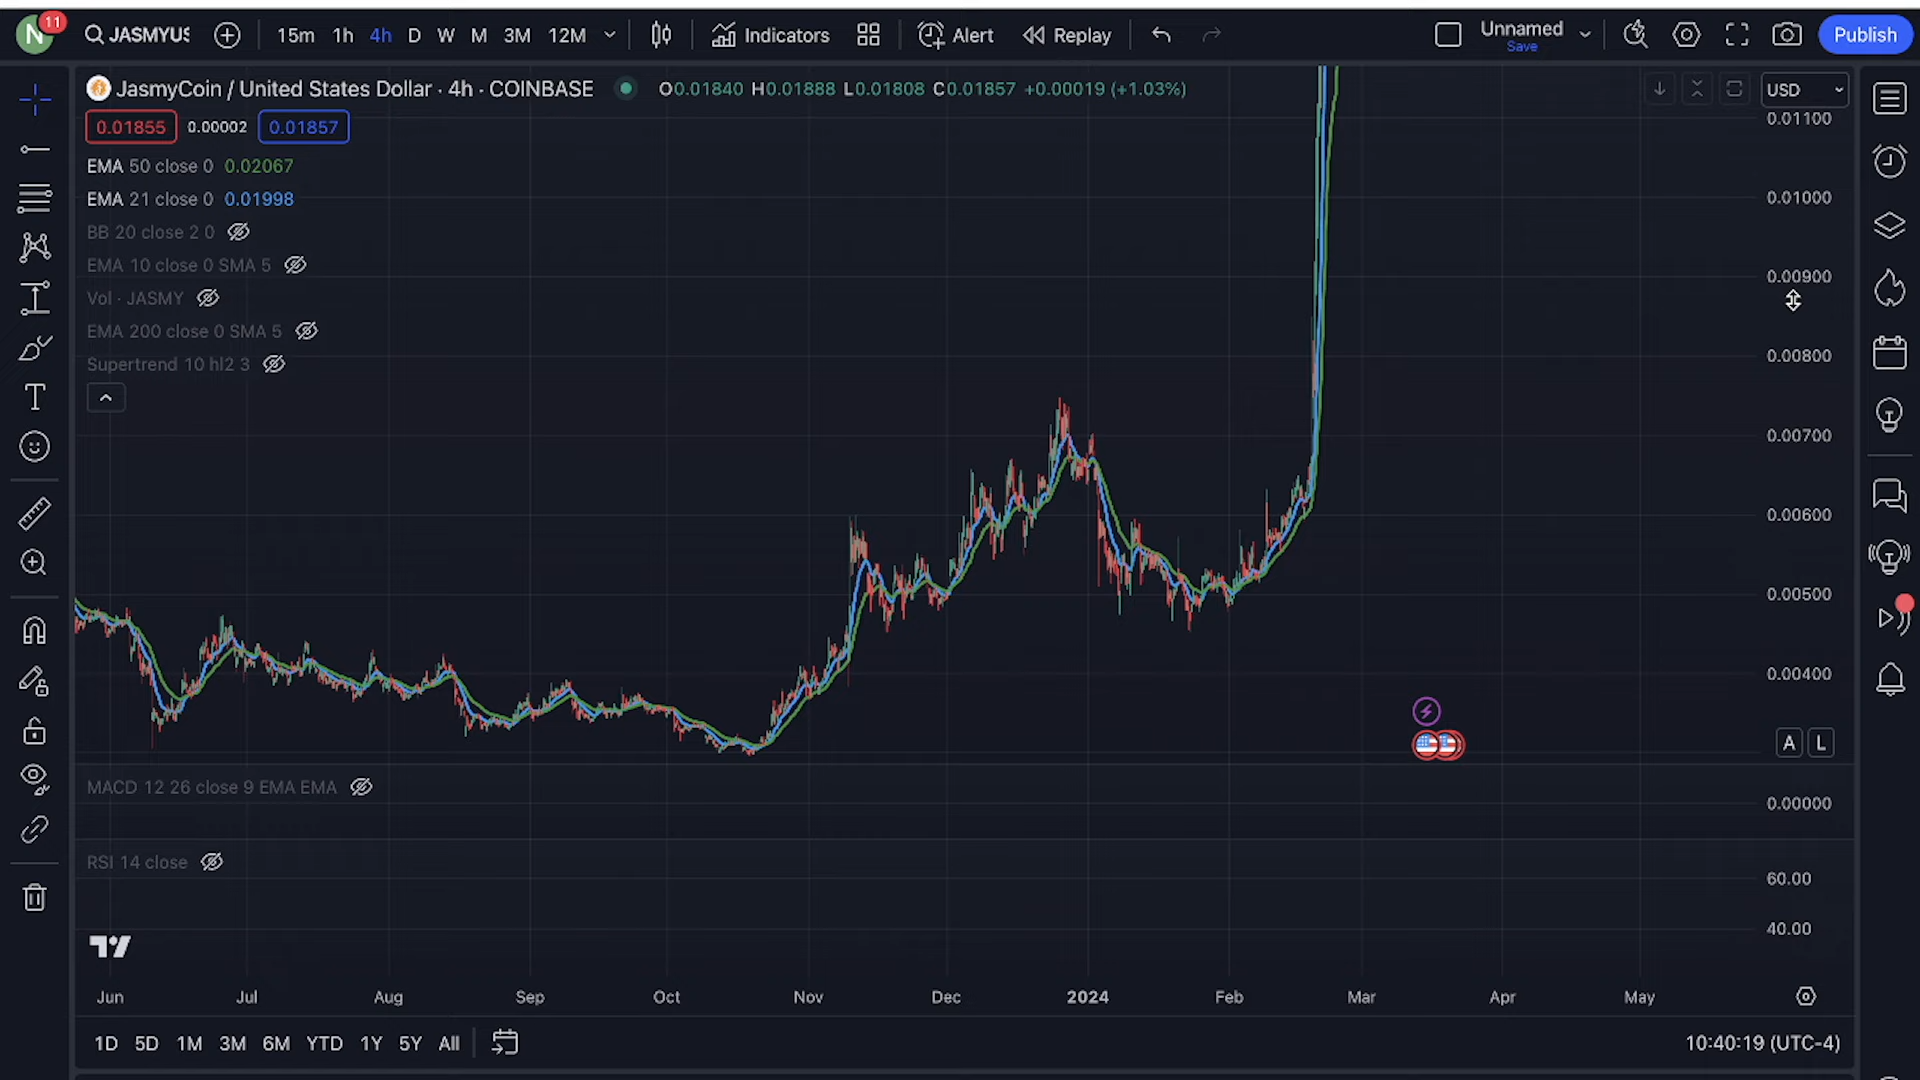 N 11 JASMYUS 15m 1h 4h D W M 3M 12M Indicators Alert Replay Unnamed Save Publish
JasmyCoin / United States Dollar · 4h · COINBASE O0.01840 H0.01888 L0.01808 C0.01857 +0.00019 (+1.03%) USD
0.01855 0.00002 0.01857
EMA 50 close 0 0.02067
EMA 21 close 0 0.01998
BB 20 close 2 0
EMA 10 close 0 SMA 5
Vol · JASMY
EMA 200 close 0 SMA 5
Supertrend 10 hl2 3
0.01100
0.01000
0.00900
0.00800
0.00700
0.00600
0.00500
0.00400
A L
MACD 12 26 close 9 EMA EMA
0.00000
RSI 14 close
60.00
40.00
Jun Jul Aug Sep Oct Nov Dec 2024 Feb Mar Apr May
1D 5D 1M 3M 6M YTD 1Y 5Y All 10:40:19 (UTC-4)